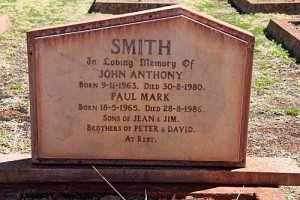 SMITH
In Loving Memory Of
JOHN ANTHONY
BORN 9-11-1963. DIED 30-8-1980.
PAUL MARK
BORN 18-5-1965. DIED 28-8-1986.
SONS OF JEAN & JIM.
BROTHERS OF PETER & DAVID.
AT REST.